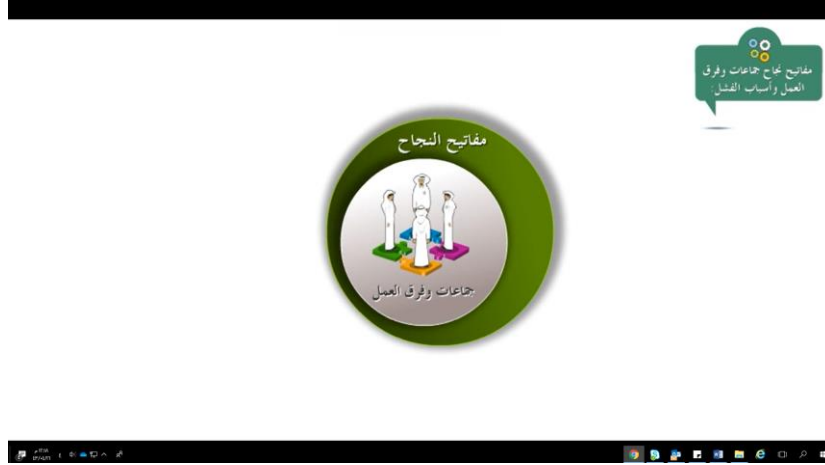 مفاتيح نجاح جماعات وفرق
العمل وأسباب الفشل:
مفاتيح النجاح
جماعات وفرق العمل